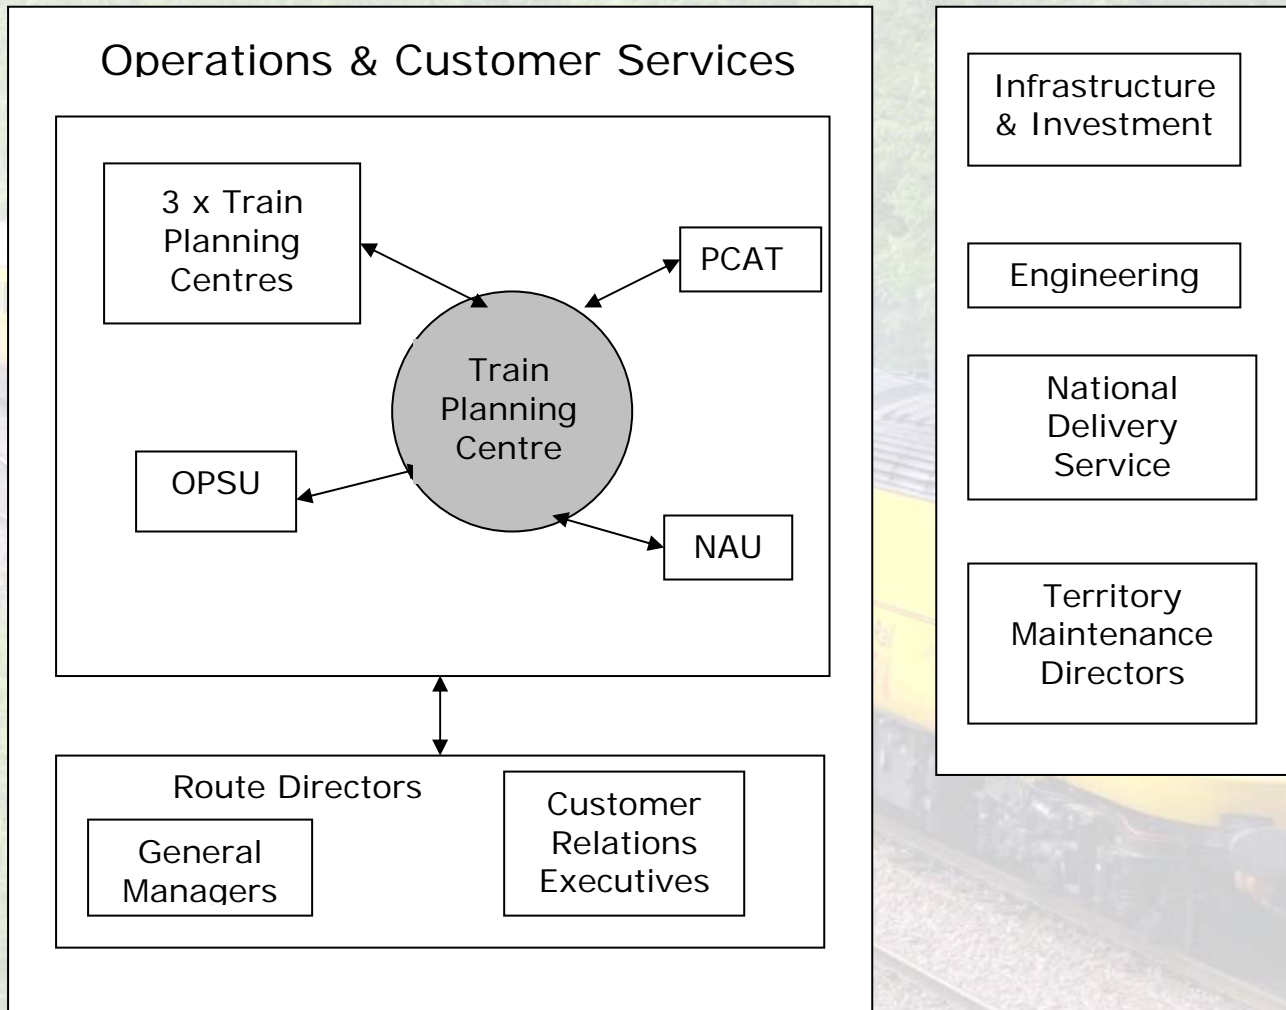 Operations & Customer Services
3 x Train
Planning
Centres
PCAT
Train
Planning
Centre
OPSU
NAU
Route Directors
General
Managers
Customer
Relations
Executives
Infrastructure
& Investment
Engineering
National
Delivery
Service
Territory
Maintenance
Directors